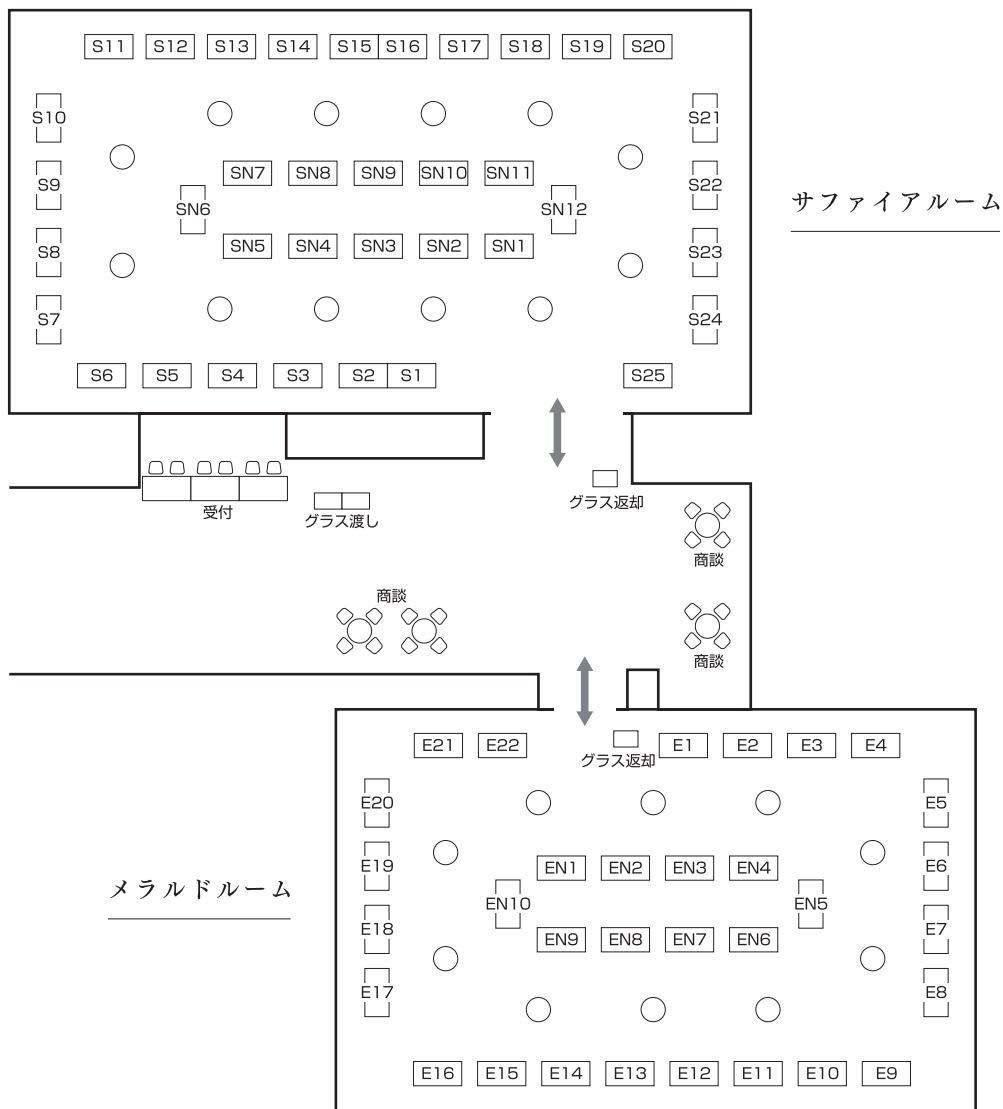 S11 S12 S13 S14 S15 S16 S17 S18 S19 S20
S10 S21
SN7 SN8 SN9 SN10 SN11
S9 S22
サファイアルーム
SN6 SN12
SN5 SN4 SN3 SN2 SN1
S8 S23
S7 S24
S6 S5 S4 S3 S2 S1 S25
グラス返却
受付
グラス渡し
商談
商談
商談
E21 E22 E1 E2 E3 E4
グラス返却
E20 E5
E19 EN1 EN2 EN3 EN4 E6
メラルドルーム
EN10 EN5
E18 EN9 EN8 EN7 EN6 E7
E17 E8
E16 E15 E14 E13 E12 E11 E10 E9